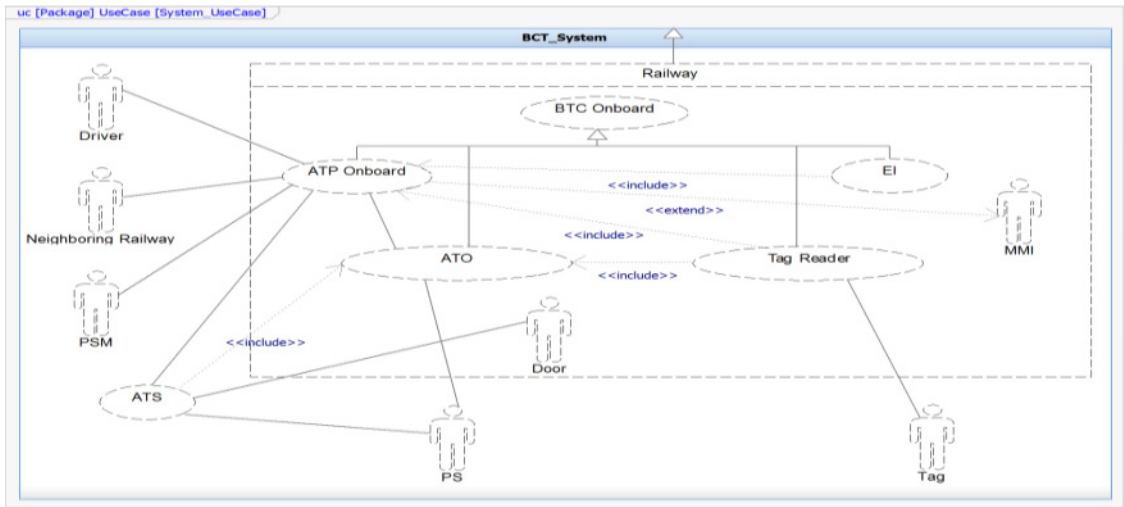 uc [Package] UseCase [System_UseCase]
BCT_System
Railway
BTC Onboard
Driver
ATP Onboard
EI
<<include>>
<<extend>>
Neighboring Railway
<<include>>
MMI
ATO
Tag Reader
<<include>>
PSM
<<include>>
Door
ATS
PS
Tag